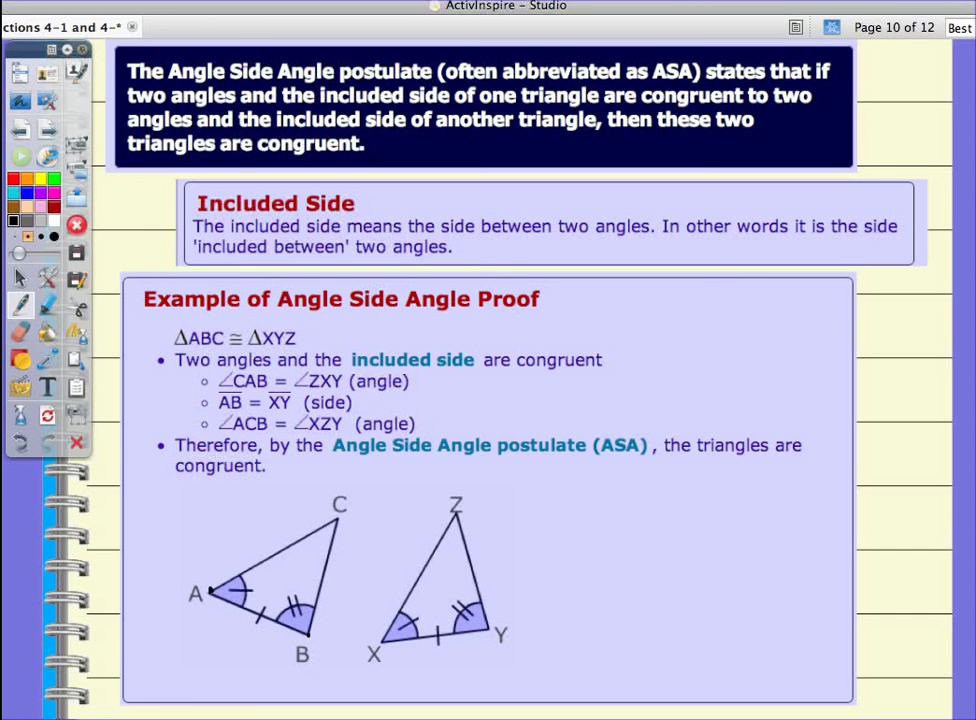 ActivInspire - Studio
ctions 4-1 and 4-*
Page 10 of 12
Best
The Angle Side Angle postulate (often abbreviated as ASA) states that if
two angles and the included side of one triangle are congruent to two
angles and the included side of another triangle, then these two
triangles are congruent.
Included Side
The included side means the side between two angles. In other words it is the side
'included between' two angles.
Example of Angle Side Angle Proof
ΔABC ≅ ΔXYZ
• Two angles and the included side are congruent
∘ ∠CAB = ∠ZXY (angle)
∘ A̅B̅ = X̅Y̅ (side)
∘ ∠ACB = ∠XZY (angle)
• Therefore, by the Angle Side Angle postulate (ASA) , the triangles are
congruent.
C Z
A
B X Y